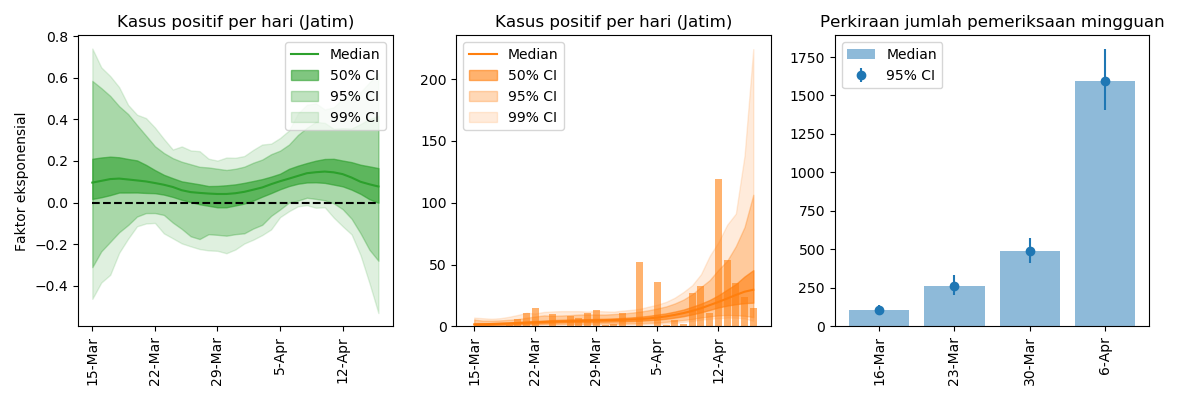 Kasus positif per hari (Jatim)
Faktor eksponensial
0.8
0.6
0.4
0.2
0.0
−0.2
−0.4
Median
50% CI
95% CI
99% CI
15-Mar
22-Mar
29-Mar
5-Apr
12-Apr
Kasus positif per hari (Jatim)
200
150
100
50
0
Median
50% CI
95% CI
99% CI
15-Mar
22-Mar
29-Mar
5-Apr
12-Apr
Perkiraan jumlah pemeriksaan mingguan
1750
1500
1250
1000
750
500
250
0
Median
95% CI
16-Mar
23-Mar
30-Mar
6-Apr